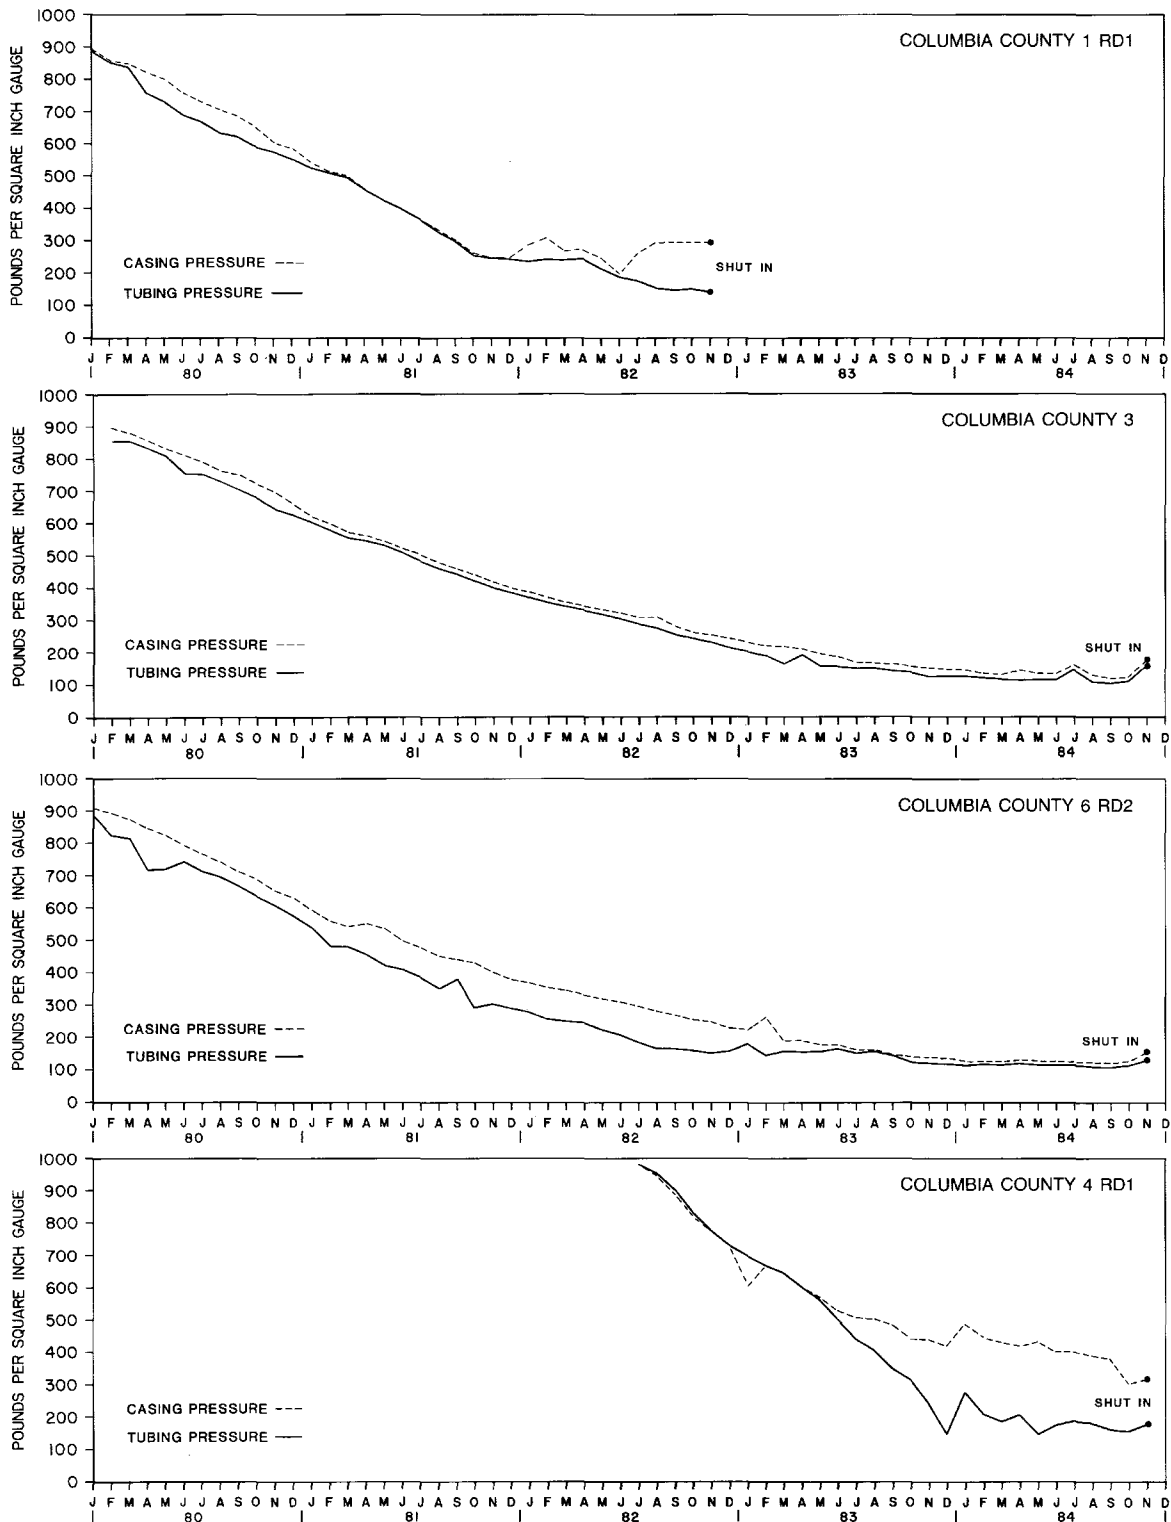 COLUMBIA COUNTY 1 RD1
POUNDS PER SQUARE INCH GAUGE
1000
900
800
700
600
500
400
300
200
100
0
CASING PRESSURE
TUBING PRESSURE
SHUT IN
J F M A M J J A S O N D J F M A M J J A S O N D J F M A M J J A S O N D J F M A M J J A S O N D J F M A M J J A S O N D
80 81 82 83 84
COLUMBIA COUNTY 3
POUNDS PER SQUARE INCH GAUGE
1000
900
800
700
600
500
400
300
200
100
0
CASING PRESSURE
TUBING PRESSURE
SHUT IN
J F M A M J J A S O N D J F M A M J J A S O N D J F M A M J J A S O N D J F M A M J J A S O N D J F M A M J J A S O N D
80 81 82 83 84
COLUMBIA COUNTY 6 RD2
POUNDS PER SQUARE INCH GAUGE
1000
900
800
700
600
500
400
300
200
100
0
CASING PRESSURE
TUBING PRESSURE
SHUT IN
J F M A M J J A S O N D J F M A M J J A S O N D J F M A M J J A S O N D J F M A M J J A S O N D J F M A M J J A S O N D
80 81 82 83 84
COLUMBIA COUNTY 4 RD1
POUNDS PER SQUARE INCH GAUGE
1000
900
800
700
600
500
400
300
200
100
0
CASING PRESSURE
TUBING PRESSURE
SHUT IN
J F M A M J J A S O N D J F M A M J J A S O N D J F M A M J J A S O N D J F M A M J J A S O N D J F M A M J J A S O N D
80 81 82 83 84